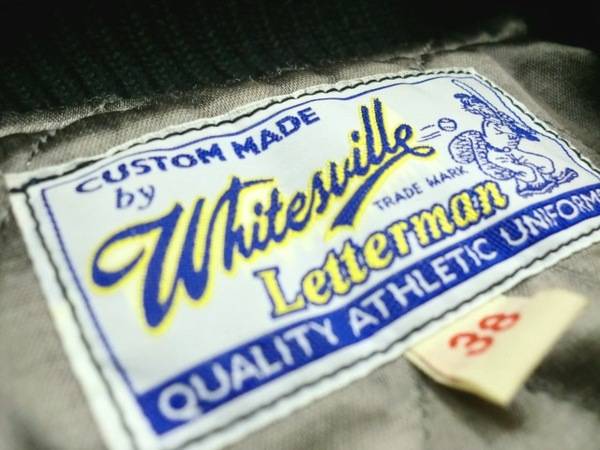 CUSTOM MADE
by
Whitesville
TRADE MARK
Letterman
QUALITY ATHLETIC UNIFORM
38